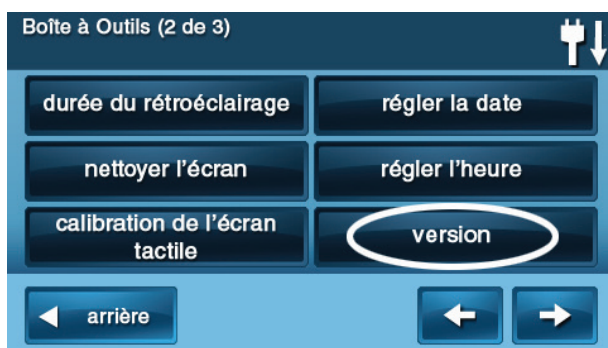 Boîte à Outils (2 de 3)
durée du rétroéclairage
régler la date
nettoyer l'écran
régler l'heure
calibration de l'écran
tactile
version
arrière